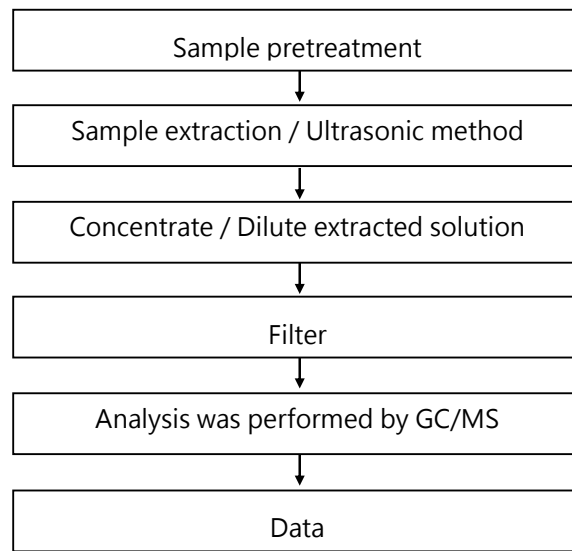 Sample pretreatment
Sample extraction / Ultrasonic method
Concentrate / Dilute extracted solution
Filter
Analysis was performed by GC/MS
Data